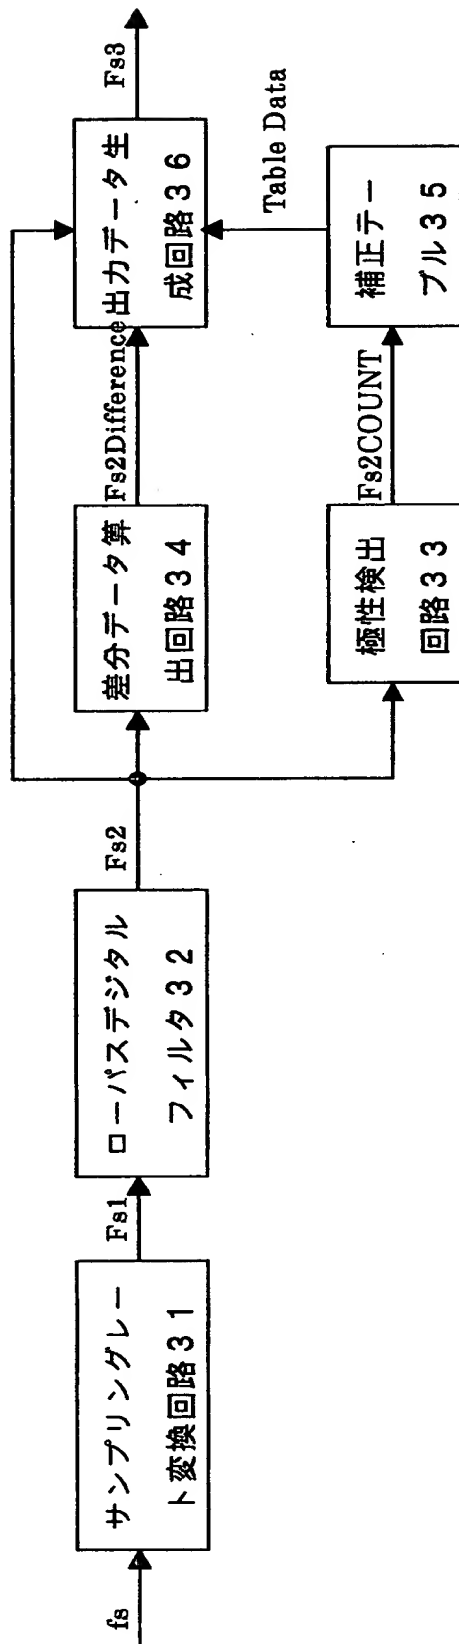 fs
サンプリングレー
ト変換回路31
Fs1
ローパスデジタル
フィルタ32
Fs2
差分データ算
出回路34
Fs2Difference
出力データ生
成回路36
Fs3
極性検出
回路33
Fs2COUNT
補正テー
ブル35
Table Data